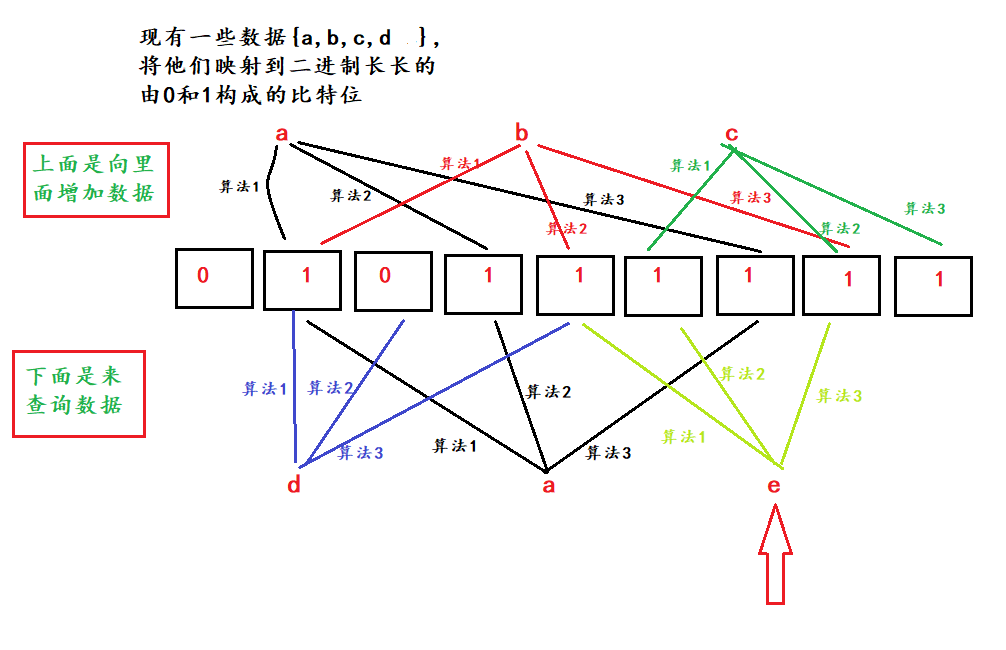 现有一些数据{a,b,c,d .},
将他们映射到二进制长长的
由0和1构成的比特位
a
b
c
上面是向里
面增加数据
算法1
算法2
算法3
算法1
算法2
算法3
算法1
算法2
算法3
0 1 0 1 1 1 1 1 1
下面是来
查询数据
算法1
算法2
算法3
算法1
算法2
算法3
算法1
算法2
算法3
d
a
e